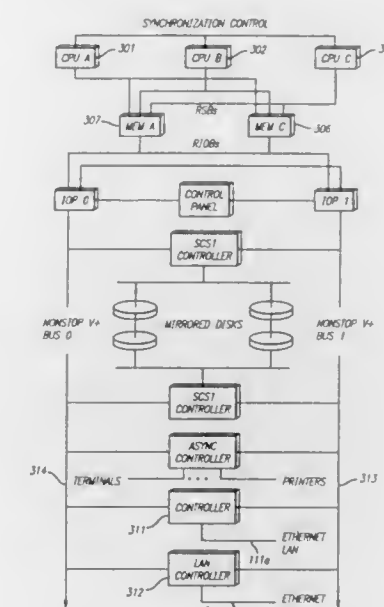 SYNCHRONIZATION CONTROL
301
302
3
CPU A
CPU B
CPU C
307
RSBs
306
MEM A
MEM C
RIOBs
IOP 0
CONTROL
PANEL
IOP 1
SCSI
CONTROLLER
NONSTOP V+
BUS 0
MIRRORED DISKS
NONSTOP V+
BUS 1
SCSI
CONTROLLER
ASYNC
CONTROLLER
314
TERMINALS
...
PRINTERS
313
CONTROLLER
311
111a
ETHERNET
LAN
LAN
CONTROLLER
312
ETHERNET